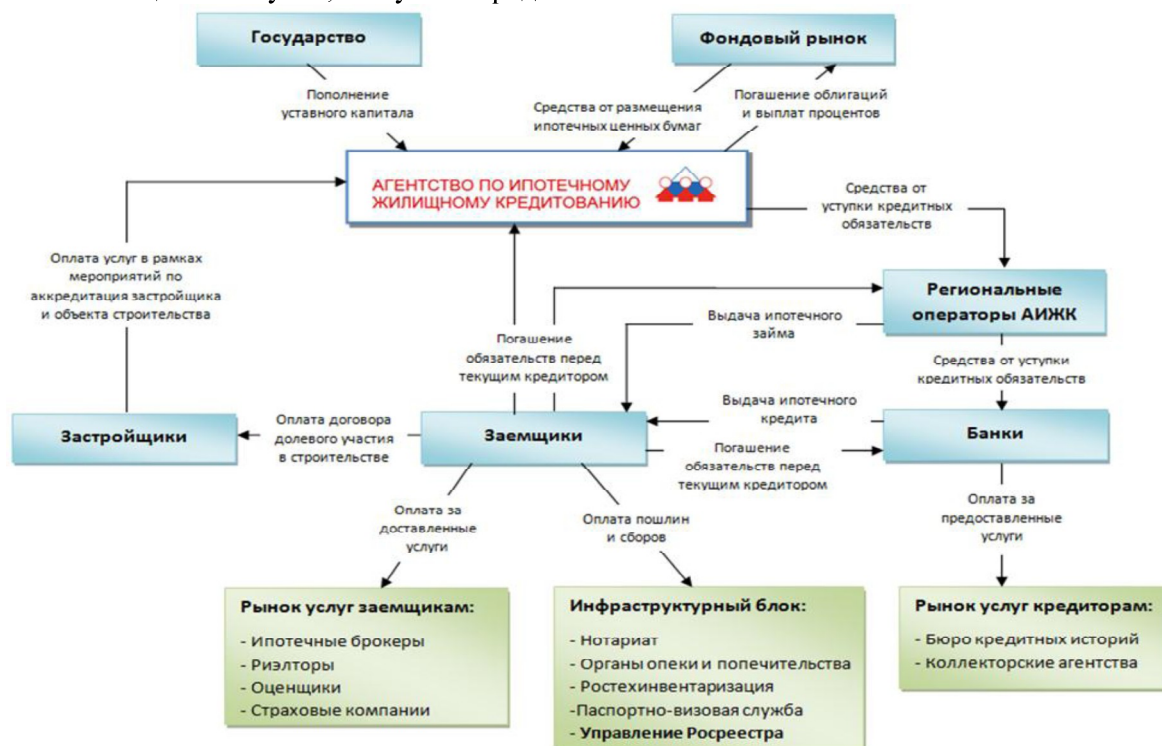 Государство
Фондовый рынок
Пополнение
уставного капитала
Средства от размещения
ипотечных ценных бумаг
Погашение облигаций
и выплат процентов
АГЕНТСТВО ПО ИПОТЕЧНОМУ
ЖИЛИЩНОМУ КРЕДИТОВАНИЮ
Средства от
уступки кредитных
обязательств
Оплата услуг в рамках
мероприятий по
аккредитация застройщика
и объекта строительства
Региональные
операторы АИЖК
Выдача ипотечного
займа
Погашение
обязательств перед
текущим кредитором
Средства от уступки
кредитных обязательств
Застройщики
Оплата договора
долевого участия
в строительстве
Заемщики
Выдача ипотечного
кредита
Банки
Погашение
обязательств перед
текущим кредитором
Оплата за
доставленные
услуги
Оплата пошлин
и сборов
Оплата за
предоставленные
услуги
Рынок услуг заемщикам:
- Ипотечные брокеры
- Риэлторы
- Оценщики
- Страховые компании
Инфраструктурный блок:
- Нотариат
- Органы опеки и попечительства
- Ростехинвентаризация
-Паспортно-визовая служба
- Управление Росреестра
Рынок услуг кредиторам:
- Бюро кредитных историй
- Коллекторские агентства